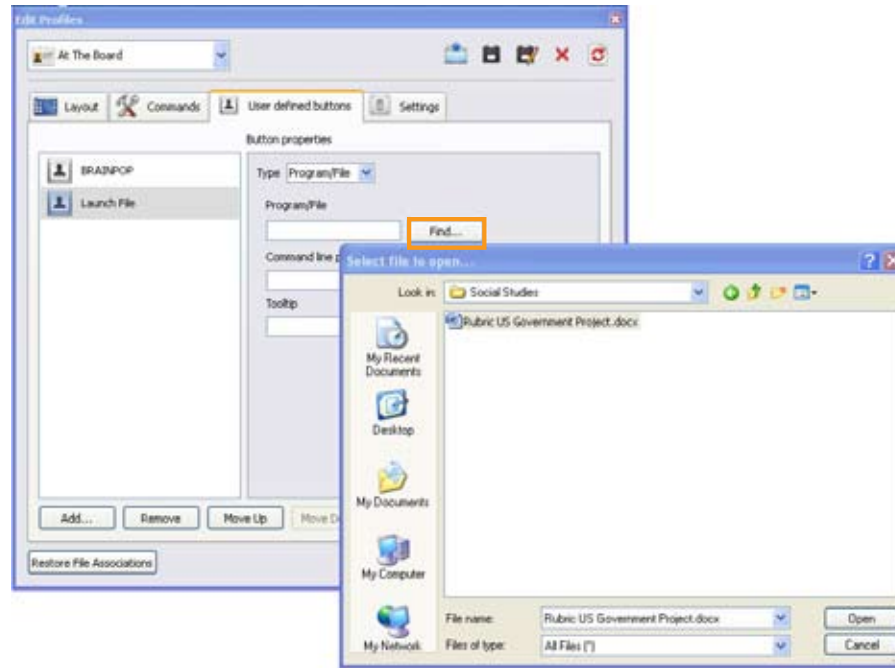 Edit Profiles
At The Board
Layout
Commands
User defined buttons
Settings
Button properties
BRAINPOP
Launch File
Type
Program/File
Program/File
Find...
Command line p
Tooltip
Add...
Remove
Move Up
Move D
Restore File Associations
Select file to open...
Look in:
Social Studies
Rubric US Government Project.docx
My Recent
Documents
Desktop
My Documents
My Computer
My Network
File name:
Rubric US Government Project.docx
Open
Files of type:
All Files (*)
Cancel